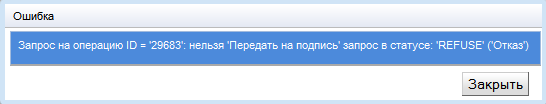 Ошибка
Запрос на операцию ID = '29683': нельзя 'Передать на подпись' запрос в статусе: 'REFUSE' ('Отказ')
Закрыть